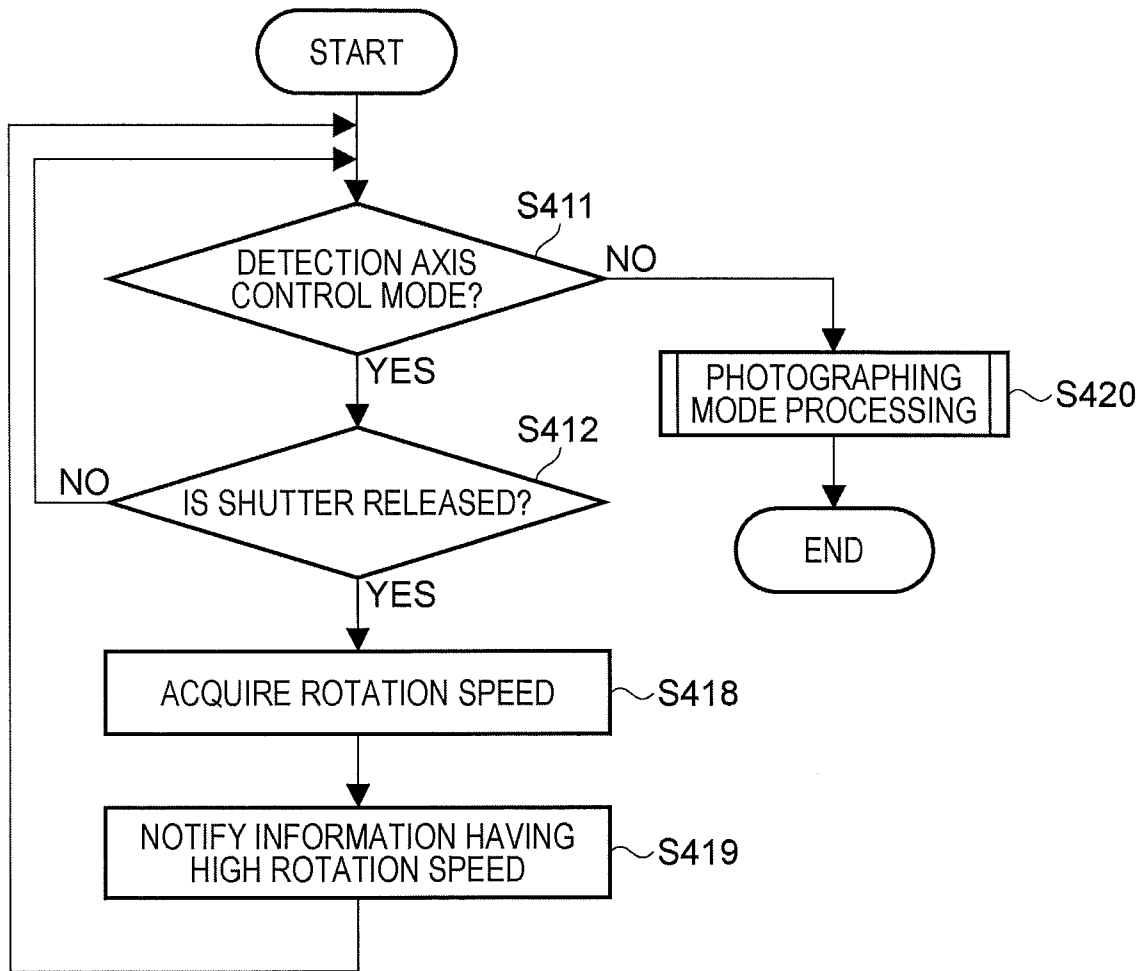 START
S411
DETECTION AXIS
CONTROL MODE?
NO
YES
PHOTOGRAPHING
MODE PROCESSING
S420
S412
NO
IS SHUTTER RELEASED?
END
YES
ACQUIRE ROTATION SPEED
S418
NOTIFY INFORMATION HAVING
HIGH ROTATION SPEED
S419